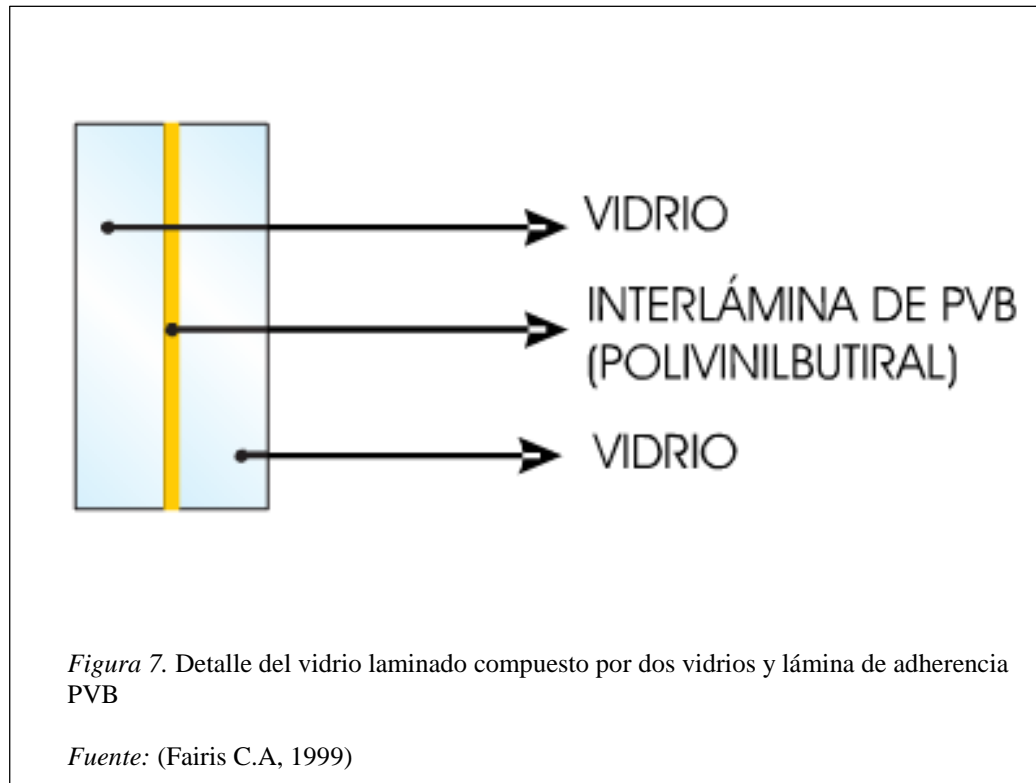 VIDRIO
INTERLÁMINA DE PVB
(POLIVINILBUTIRAL)
VIDRIO
Figura 7. Detalle del vidrio laminado compuesto por dos vidrios y lámina de adherencia
PVB
Fuente: (Fairis C.A, 1999)